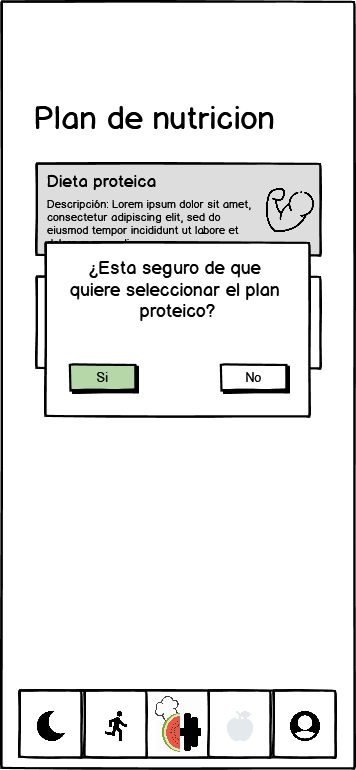 Plan de nutricion
Dieta proteica
Descripción: Lorem ipsum dolor sit amet,
consectetur adipiscing elit, sed do
eiusmod tempor incididunt ut labore et
¿Esta seguro de que
quiere seleccionar el plan
proteico?
Si
No